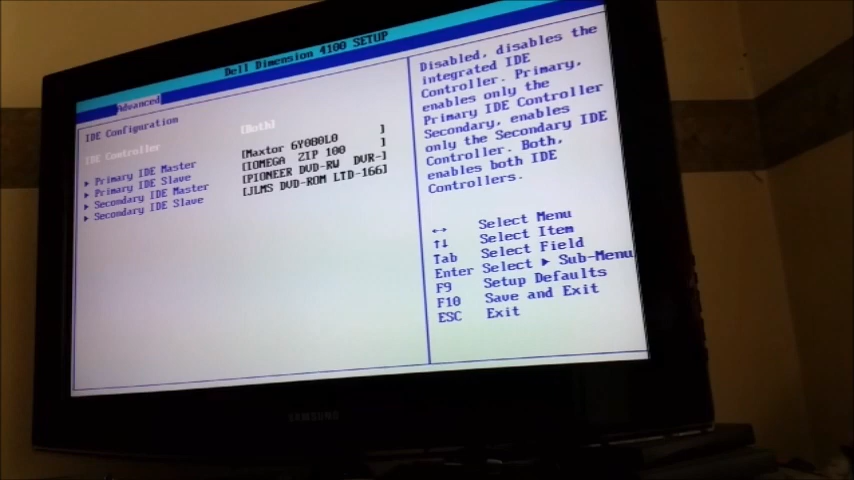 Dell Dimension 4100 SETUP
Advanced
IDE Configuration
IDE Controller [Both]
▶ Primary IDE Master [Maxtor 6Y080L0 ]
▶ Primary IDE Slave [IOMEGA ZIP 100 ]
▶ Secondary IDE Master [PIONEER DVD-RW DVR-]
▶ Secondary IDE Slave [JLMS DVD-ROM LTD-166]
Disabled, disables the
integrated IDE
Controller. Primary,
enables only the
Primary IDE Controller
Secondary, enables
only the Secondary IDE
Controller. Both,
enables both IDE
Controllers.
↔ Select Menu
↑↓ Select Item
Tab Select Field
Enter Select ▶ Sub-Menu
F9 Setup Defaults
F10 Save and Exit
ESC Exit
SAMSUNG